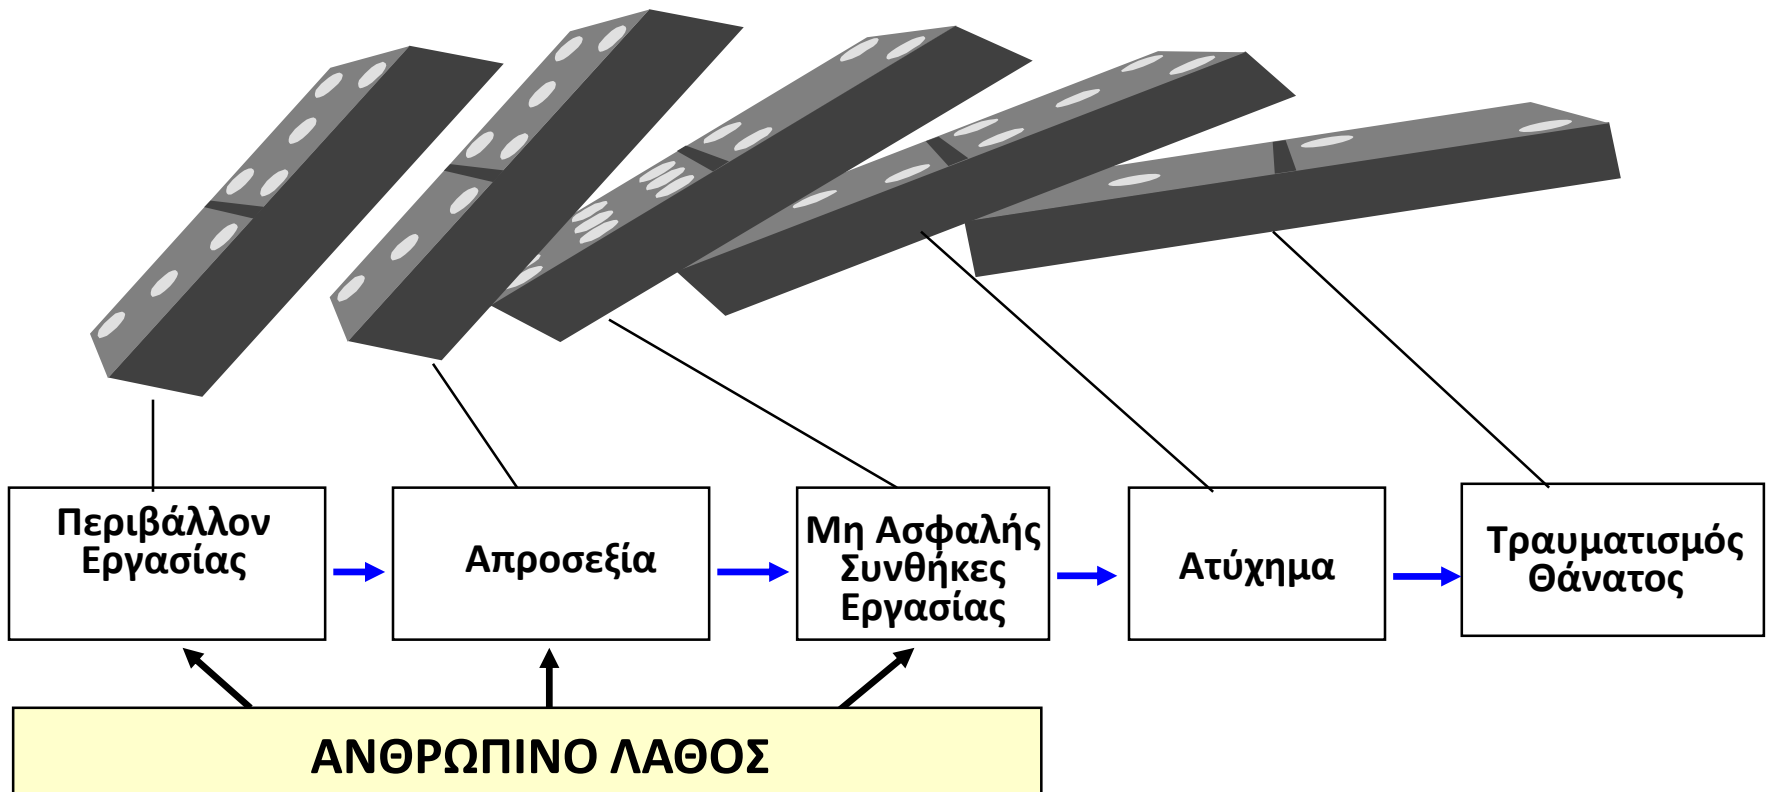 Περιβάλλον
Εργασίας
Απροσεξία
Μη Ασφαλής
Συνθήκες
Εργασίας
Ατύχημα
Τραυματισμός
Θάνατος
ΑΝΘΡΩΠΙΝΟ ΛΑΘΟΣ